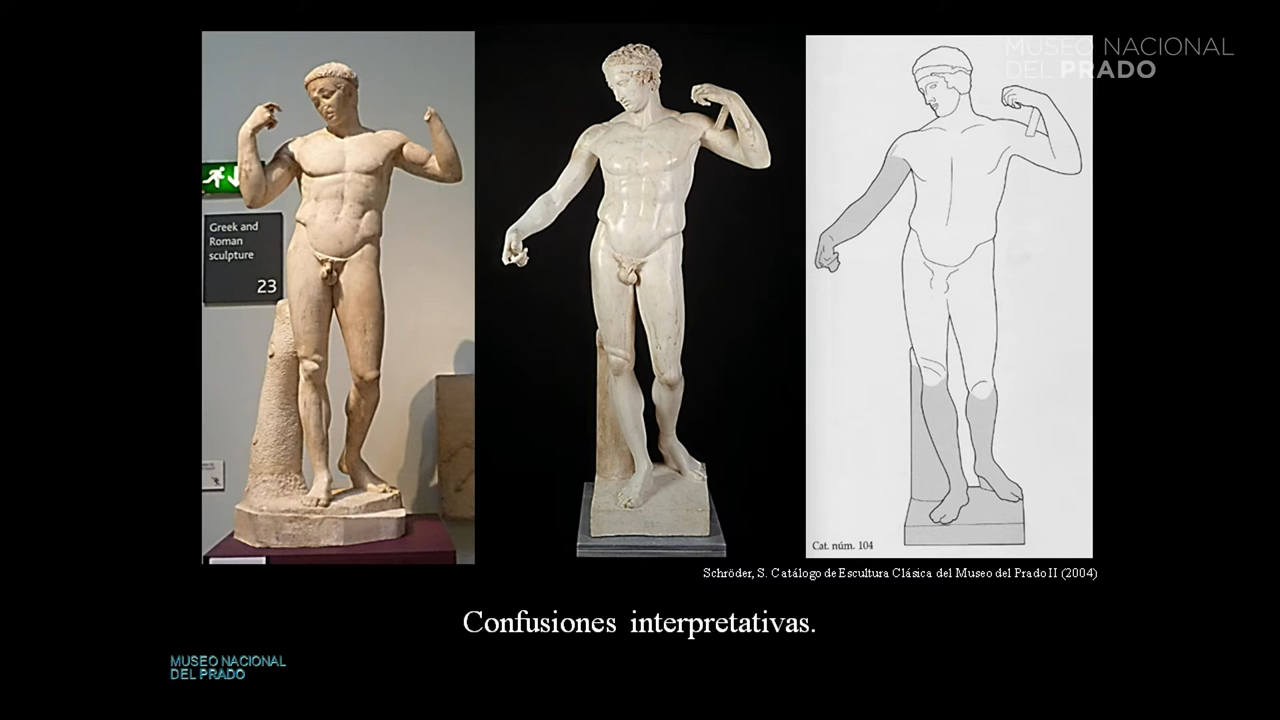 MUSEO NACIONAL
DEL PRADO
Greek and
Roman
sculpture
23
Cat. núm. 104
Schröder, S. Catálogo de Escultura Clásica del Museo del Prado II (2004)
Confusiones interpretativas.
MUSEO NACIONAL
DEL PRADO